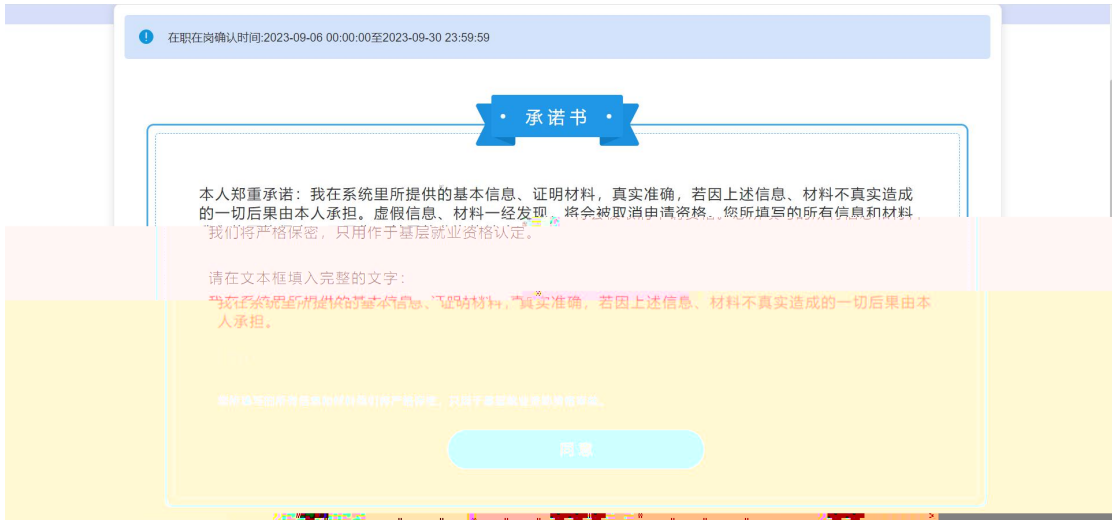 在职在岗确认时间:2023-09-06 00:00:00至2023-09-30 23:59:59
· 承诺书 ·
本人郑重承诺：我在系统里所提供的基本信息、证明材料，真实准确，若因上述信息、材料不真实造成
的一切后果由本人承担。虚假信息、材料一经发现，将会被取消申请资格。您所填写的所有信息和材料，
我们将严格保密，只用作于基层就业资格认定。
请在文本框填入完整的文字：
我在系统里所提供的基本信息、证明材料，真实准确，若因上述信息、材料不真实造成的一切后果由本
人承担。
同意